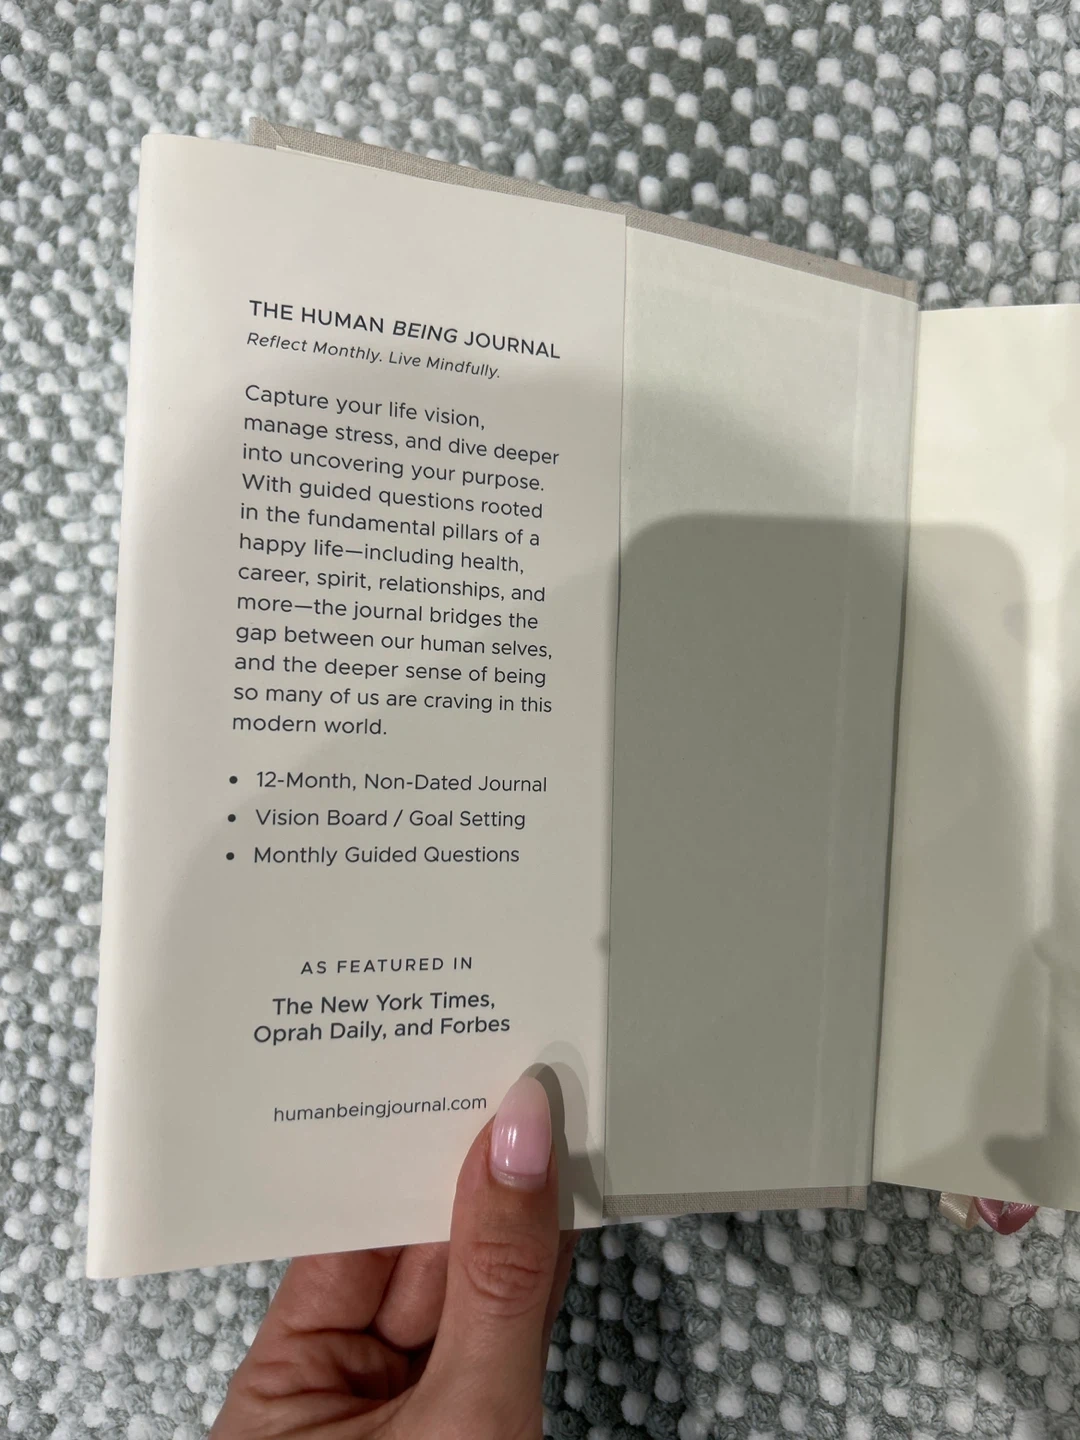 THE HUMAN BEING JOURNAL
Reflect Monthly. Live Mindfully.
Capture your life vision,
manage stress, and dive deeper
into uncovering your purpose.
With guided questions rooted
in the fundamental pillars of a
happy life—including health,
career, spirit, relationships, and
more—the journal bridges the
gap between our human selves,
and the deeper sense of being
so many of us are craving in this
modern world.
• 12-Month, Non-Dated Journal
• Vision Board / Goal Setting
• Monthly Guided Questions
AS FEATURED IN
The New York Times,
Oprah Daily, and Forbes
humanbeingjournal.com